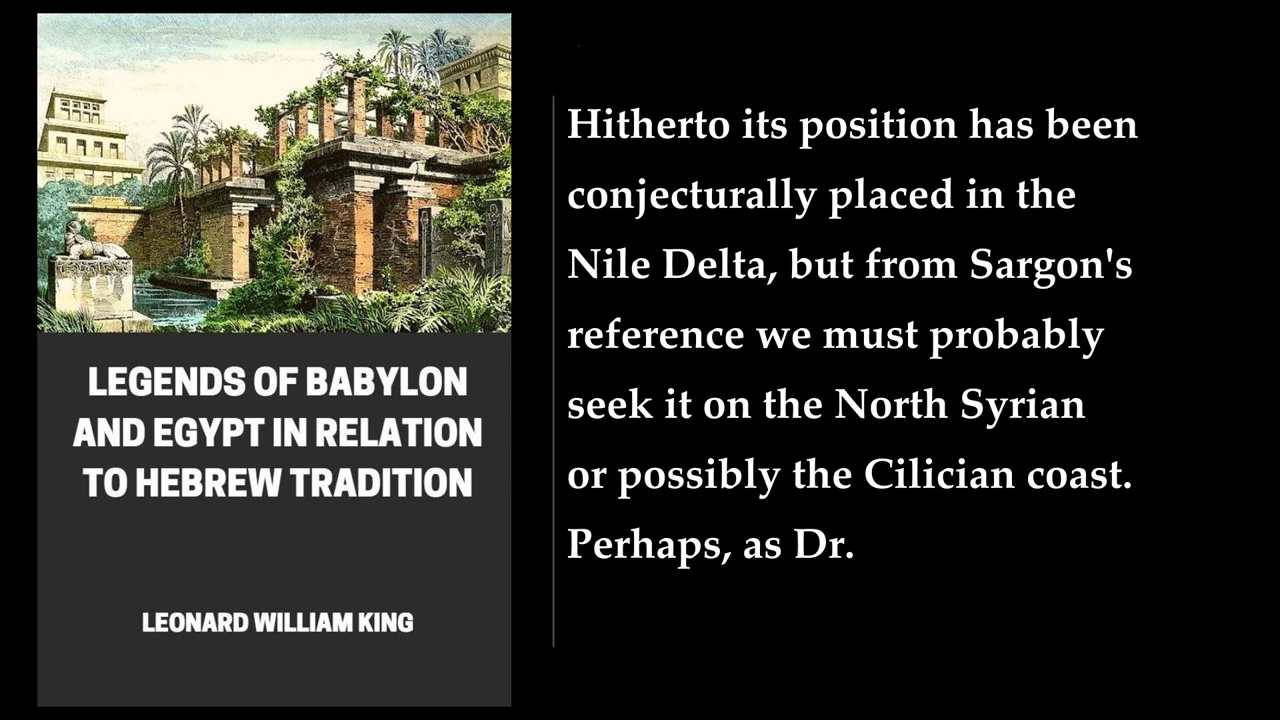 LEGENDS OF BABYLON
AND EGYPT IN RELATION
TO HEBREW TRADITION
LEONARD WILLIAM KING
Hitherto its position has been
conjecturally placed in the
Nile Delta, but from Sargon's
reference we must probably
seek it on the North Syrian
or possibly the Cilician coast.
Perhaps, as Dr.